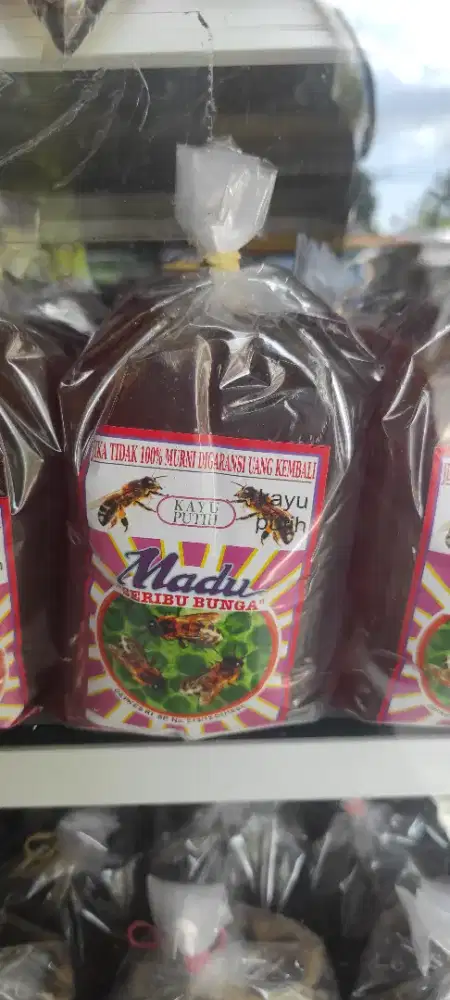 JIKA TIDAK 100% MURNI DIGARANSI UANG KEMBALI
KAYU
PUTIH
kayu
putih
Madu
SERIBU BUNGA